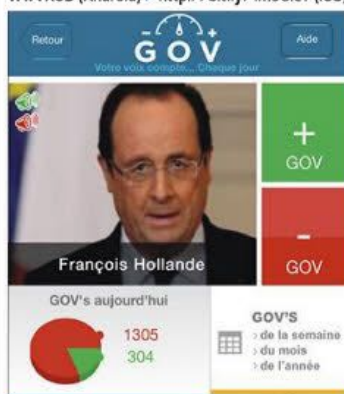 Retour
GOV
Aide
Votre voix compte... Chaque jour
+
GOV
François Hollande
-
GOV
GOV's aujourd'hui
1305
304
GOV'S
> de la semaine
> du mois
> de l'année